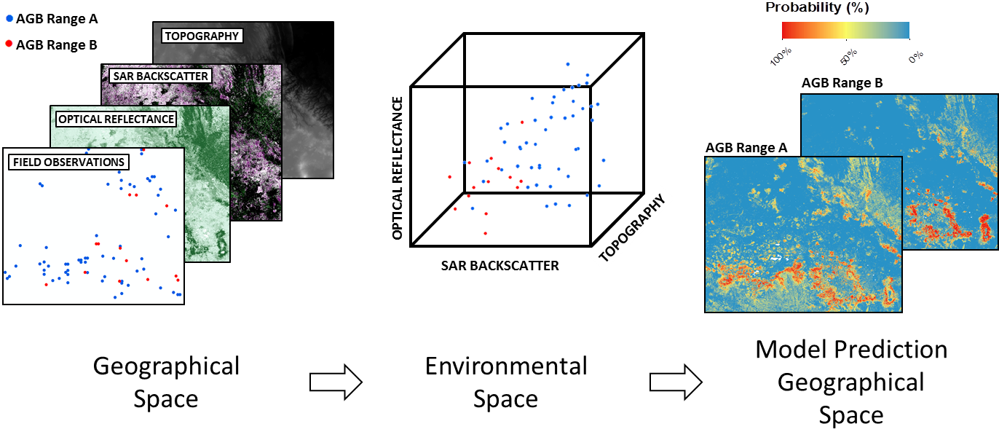 AGB Range A
AGB Range B
TOPOGRAPHY
SAR BACKSCATTER
OPTICAL REFLECTANCE
FIELD OBSERVATIONS
OPTICAL REFLECTANCE
SAR BACKSCATTER
TOPOGRAPHY
Probability (%)
100%
50%
0%
AGB Range B
AGB Range A
Geographical
Space
Environmental
Space
Model Prediction
Geographical
Space